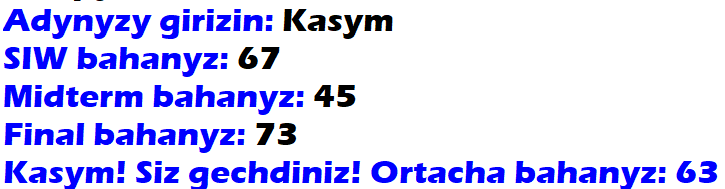 Adynyzy girizin: Kasym
SIW bahanyz: 67
Midterm bahanyz: 45
Final bahanyz: 73
Kasym! Siz gechdiniz! Ortacha bahanyz: 63